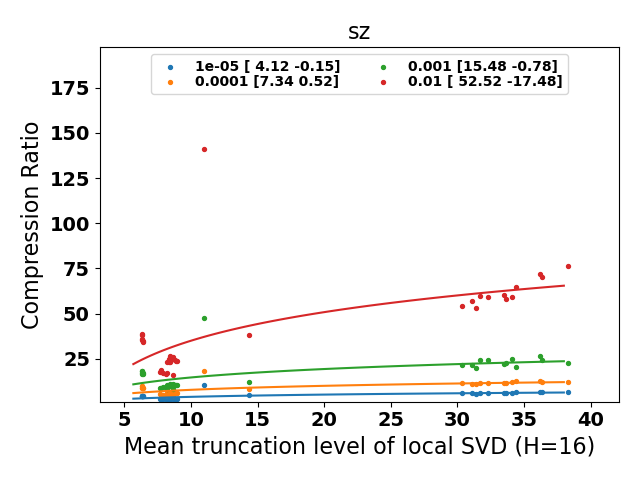 sz
1e-05 [ 4.12 -0.15]
0.0001 [7.34 0.52]
0.001 [15.48 -0.78]
0.01 [ 52.52 -17.48]
Compression Ratio
175
150
125
100
75
50
25
5 10 15 20 25 30 35 40
Mean truncation level of local SVD (H=16)